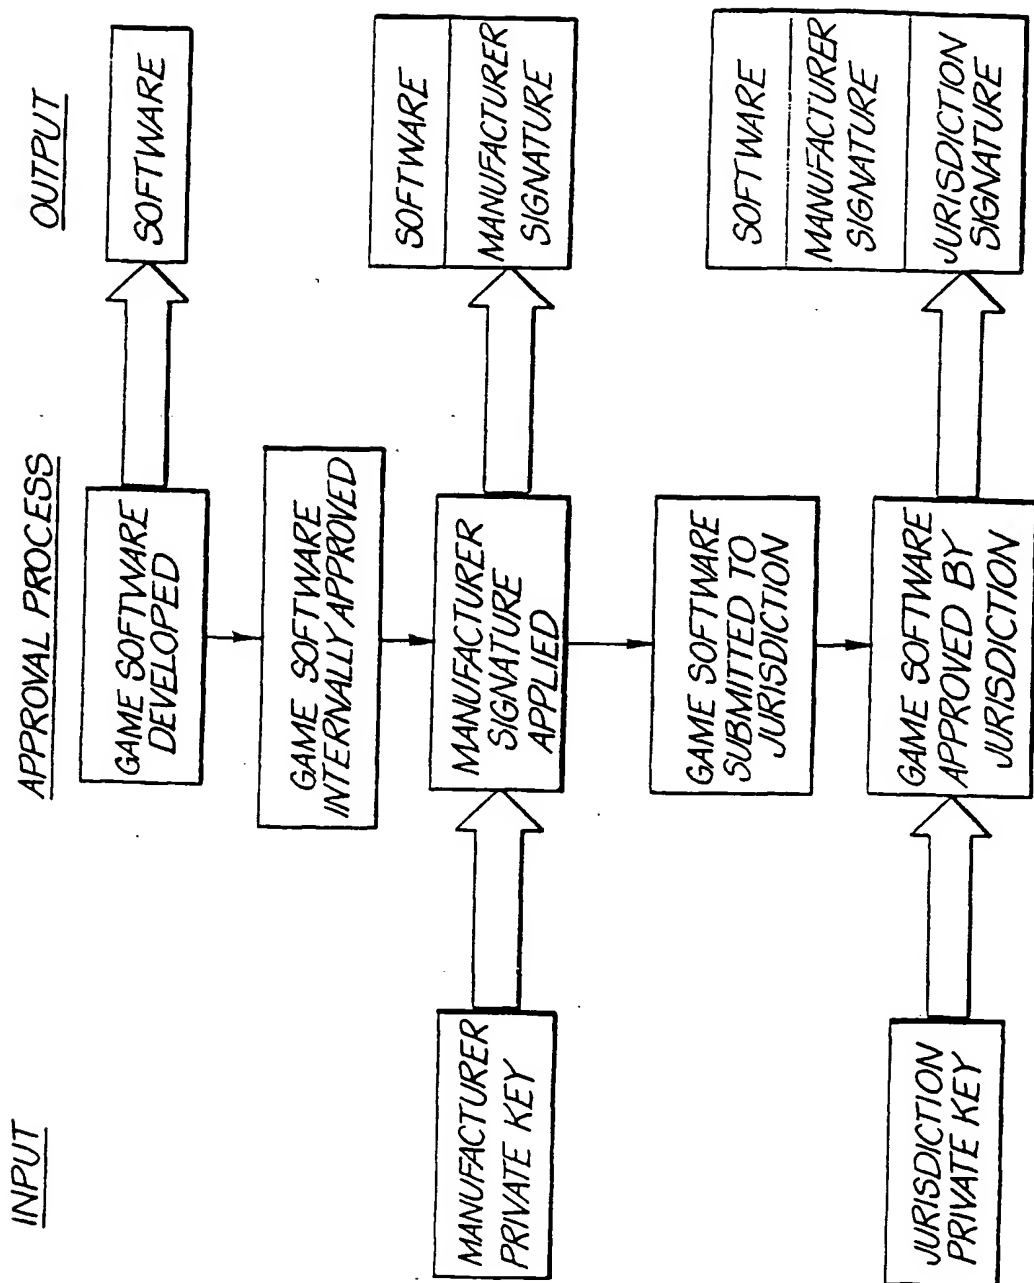 INPUT
APPROVAL PROCESS
OUTPUT
GAME SOFTWARE
DEVELOPED
SOFTWARE
GAME SOFTWARE
INTERNALLY APPROVED
MANUFACTURER
PRIVATE KEY
MANUFACTURER
SIGNATURE
APPLIED
SOFTWARE
MANUFACTURER
SIGNATURE
GAME SOFTWARE
SUBMITTED TO
JURISDICTION
JURISDICTION
PRIVATE KEY
GAME SOFTWARE
APPROVED BY
JURISDICTION
SOFTWARE
MANUFACTURER
SIGNATURE
JURISDICTION
SIGNATURE